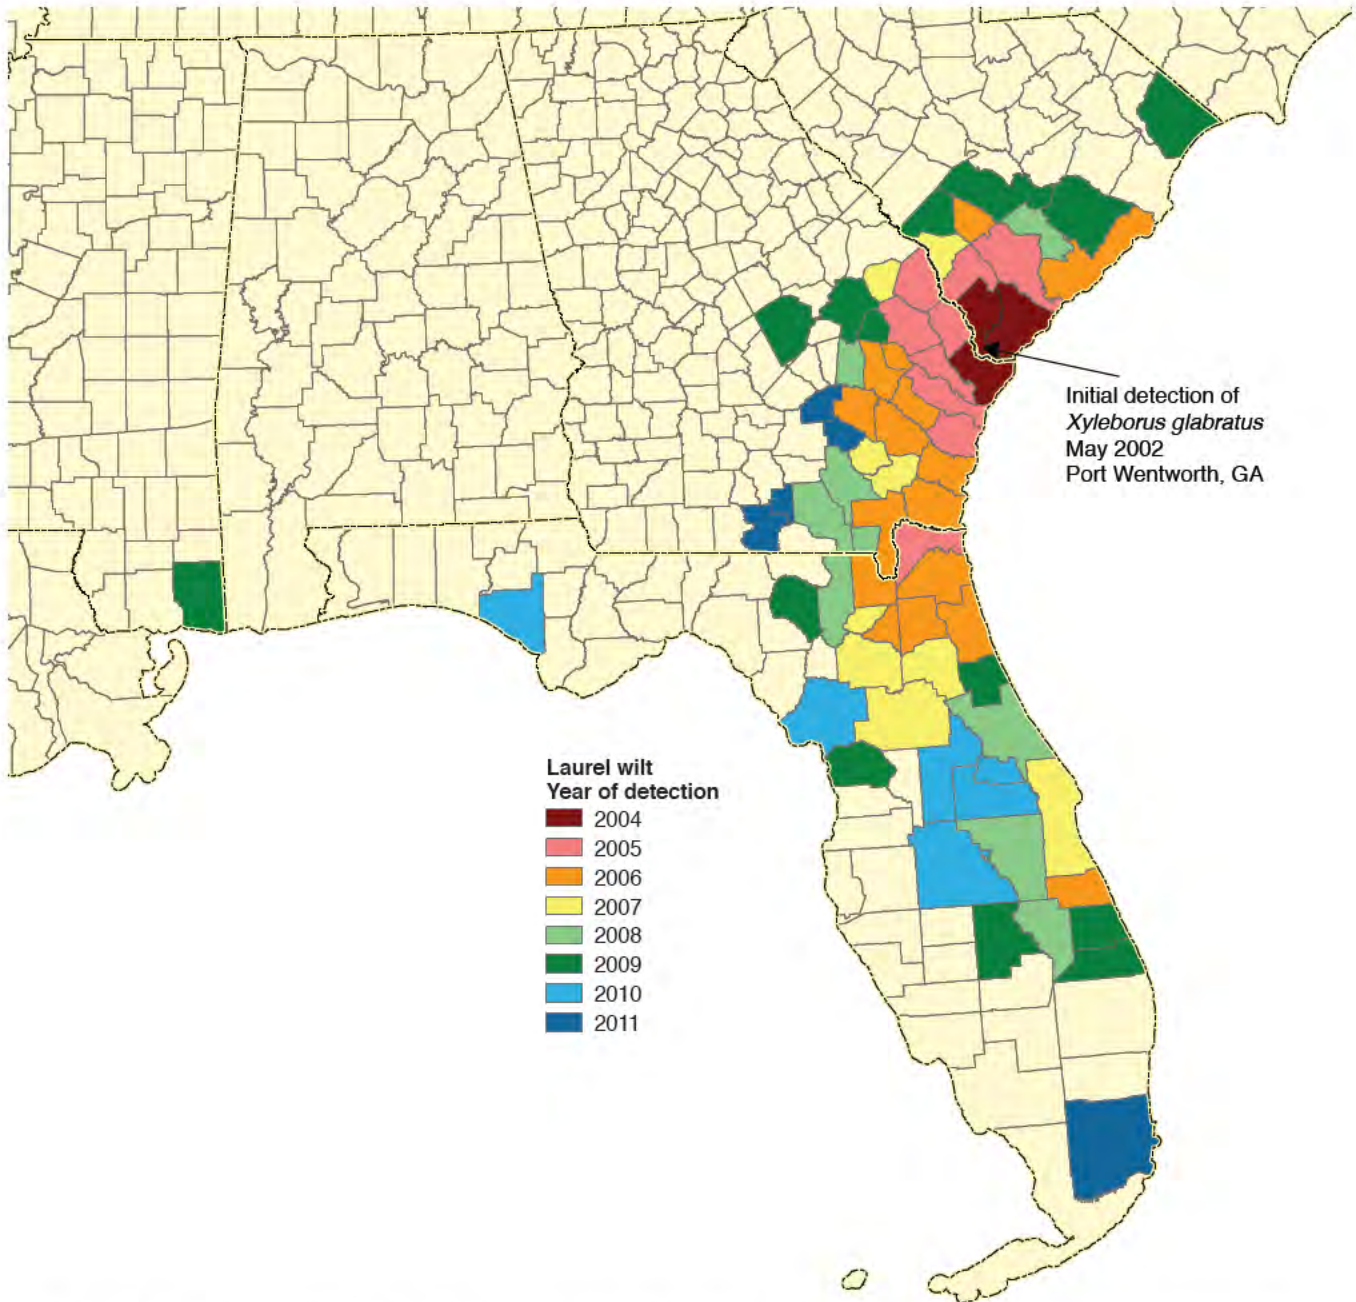 Initial detection of
Xyleborus glabratus
May 2002
Port Wentworth, GA
Laurel wilt
Year of detection
2004
2005
2006
2007
2008
2009
2010
2011